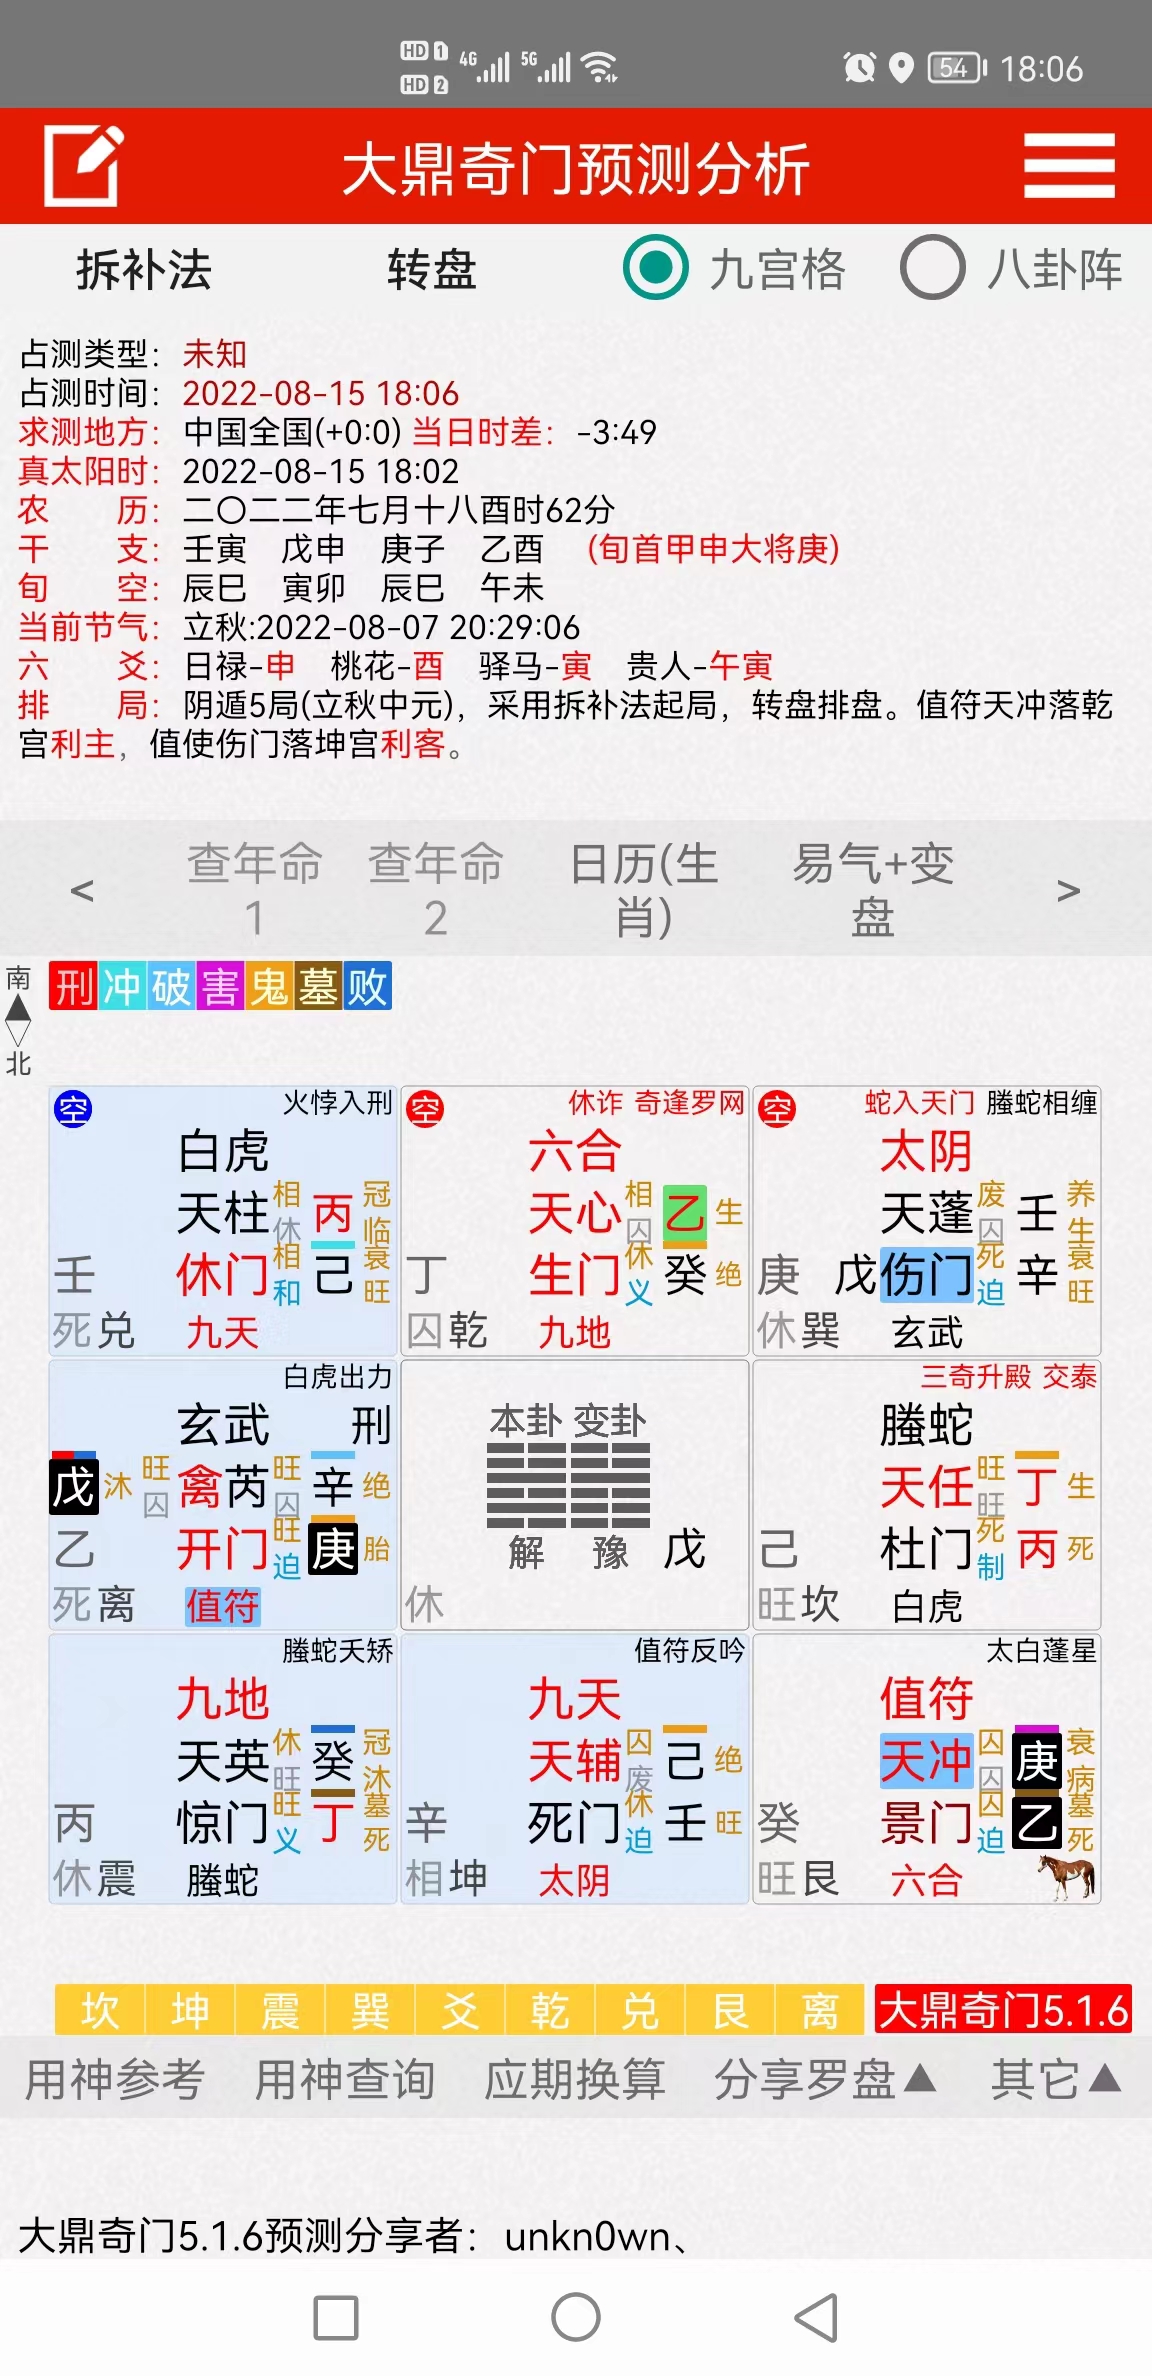 HD 1 4G 5G 54 18:06
HD 2
大鼎奇门预测分析
拆补法 转盘 九宫格 八卦阵
占测类型：未知
占测时间：2022-08-15 18:06
求测地方：中国全国(+0:0) 当日时差：-3:49
真太阳时：2022-08-15 18:02
农 历：二〇二二年七月十八酉时62分
干 支：壬寅 戊申 庚子 乙酉 (旬首甲申大将庚)
旬 空：辰巳 寅卯 辰巳 午未
当前节气：立秋:2022-08-07 20:29:06
六 爻：日禄-申 桃花-酉 驿马-寅 贵人-午寅
排 局：阴遁5局(立秋中元)，采用拆补法起局，转盘排盘。值符天冲落乾
宫利主，值使伤门落坤宫利客。
< 查年命1 查年命2 日历(生肖) 易气+变盘 >
南
北
刑冲破害鬼墓败
空 火悖入刑
白虎
天柱 相休 丙 冠临
壬 休门 相和 己 衰旺
死兑 九天
空 休诈 奇逢罗网
六合
天心 相囚 乙 生
丁 生门 休义 癸 绝
囚乾 九地
空 蛇入天门 螣蛇相缠
太阴
天蓬 废囚 壬 养生
庚 戊 伤门 死迫 辛 衰旺
休巽 玄武
白虎出力
玄武 刑
戊 沐 旺囚 禽芮 旺囚 辛 绝
乙 开门 旺迫 庚 胎
死离 值符
本卦 变卦
解 豫 戊
休
三奇升殿 交泰
螣蛇
天任 旺旺 丁 生
己 杜门 死制 丙 死
旺坎 白虎
螣蛇夭矫
九地
天英 休旺 癸 冠沐
丙 惊门 旺义 丁 墓死
休震 螣蛇
值符反吟
九天
天辅 囚废 己 绝
辛 死门 休迫 壬 旺
相坤 太阴
太白蓬星
值符
天冲 囚囚 庚 衰病
癸 景门 囚迫 乙 墓死
旺艮 六合
坎 坤 震 巽 爻 乾 兑 艮 离 大鼎奇门5.1.6
用神参考 用神查询 应期换算 分享罗盘▲ 其它▲
大鼎奇门5.1.6预测分享者：unkn0wn、